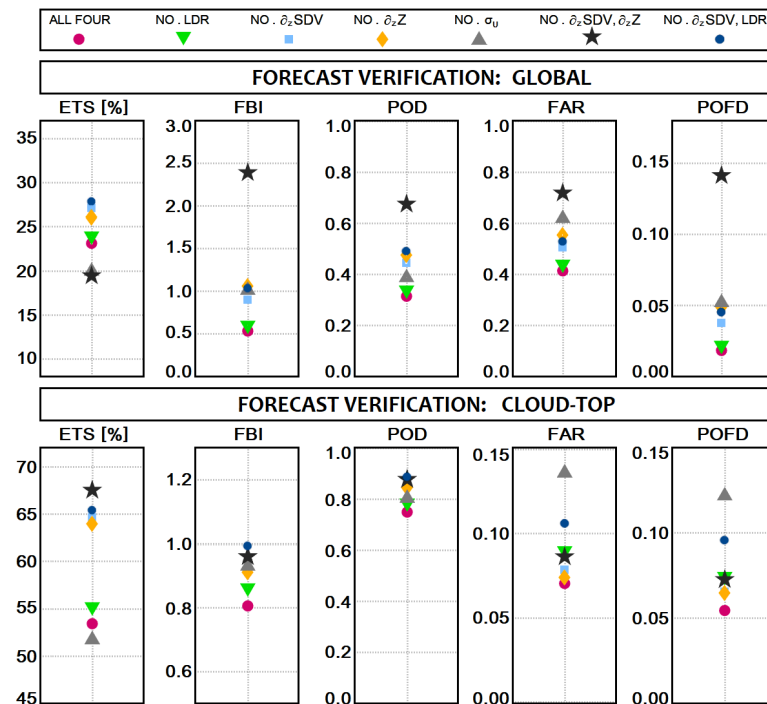 ALL FOUR NO . LDR NO . ∂zSDV NO . ∂zZ NO . συ NO . ∂zSDV, ∂zZ NO . ∂zSDV, LDR
FORECAST VERIFICATION: GLOBAL
ETS [%] FBI POD FAR POFD
35 30 25 20 15 10
3.0 2.5 2.0 1.5 1.0 0.5 0.0
1.0 0.8 0.6 0.4 0.2 0.0
1.0 0.8 0.6 0.4 0.2 0.0
0.15 0.10 0.05 0.00
FORECAST VERIFICATION: CLOUD-TOP
ETS [%] FBI POD FAR POFD
70 65 60 55 50 45
1.2 1.0 0.8 0.6
1.0 0.8 0.6 0.4 0.2 0.0
0.15 0.10 0.05 0.00
0.15 0.10 0.05 0.00